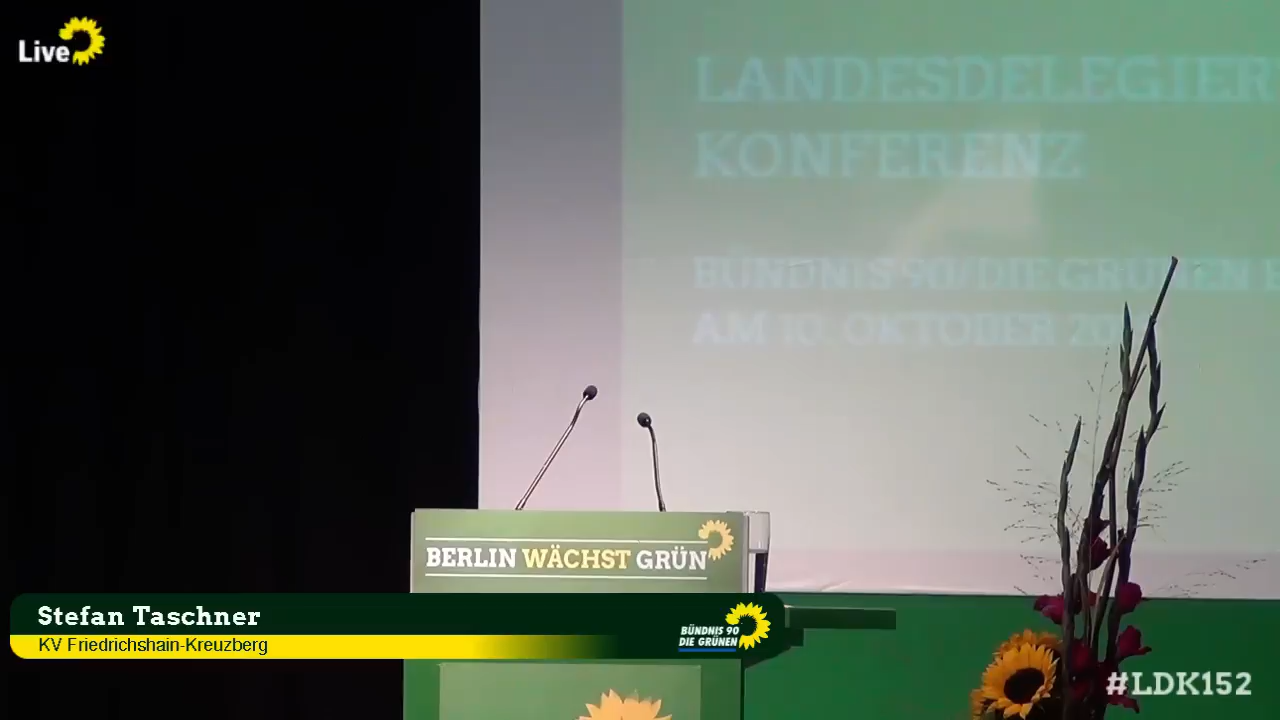 Live
LANDESDELEGIER
KONFERENZ
BÜNDNIS 90/DIE GRÜNEN
AM 10. OKTOBER
BERLIN WÄCHST GRÜN
Stefan Taschner
KV Friedrichshain-Kreuzberg
BÜNDNIS 90
DIE GRÜNEN
#LDK152